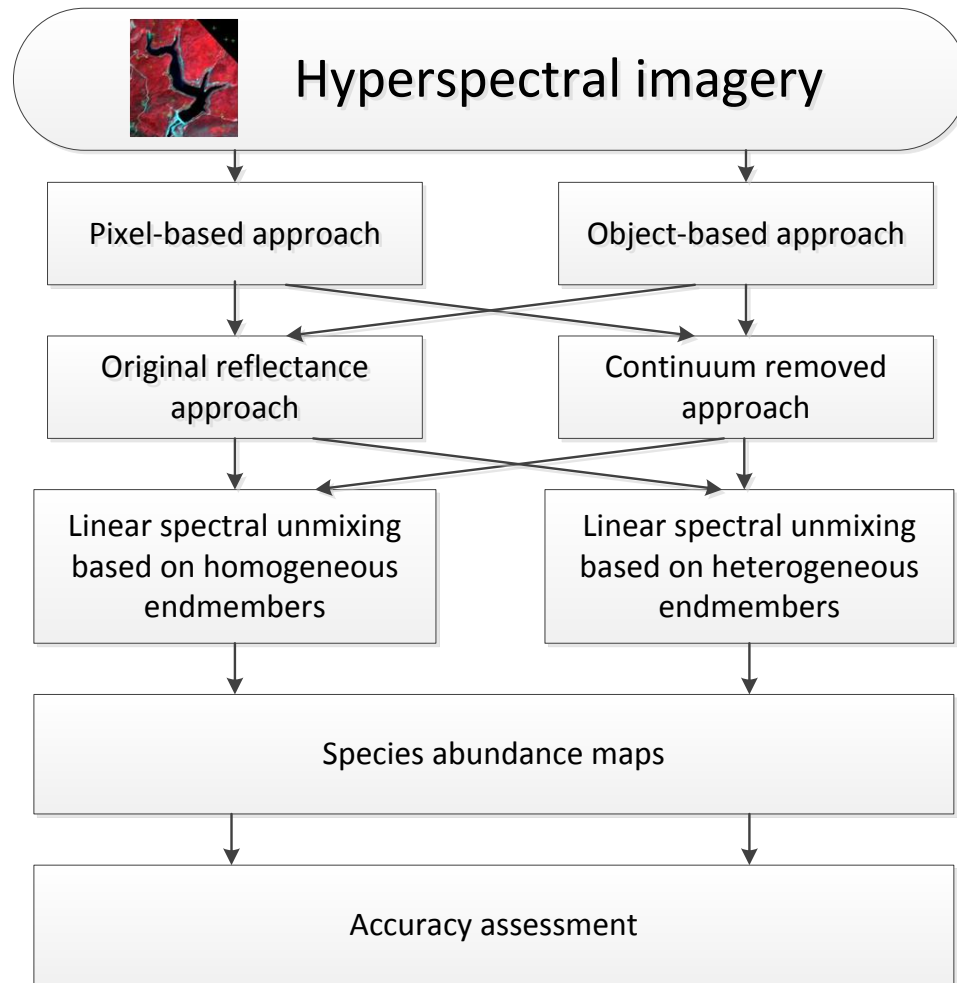 Hyperspectral imagery
Pixel-based approach
Object-based approach
Original reflectance
approach
Continuum removed
approach
Linear spectral unmixing
based on homogeneous
endmembers
Linear spectral unmixing
based on heterogeneous
endmembers
Species abundance maps
Accuracy assessment